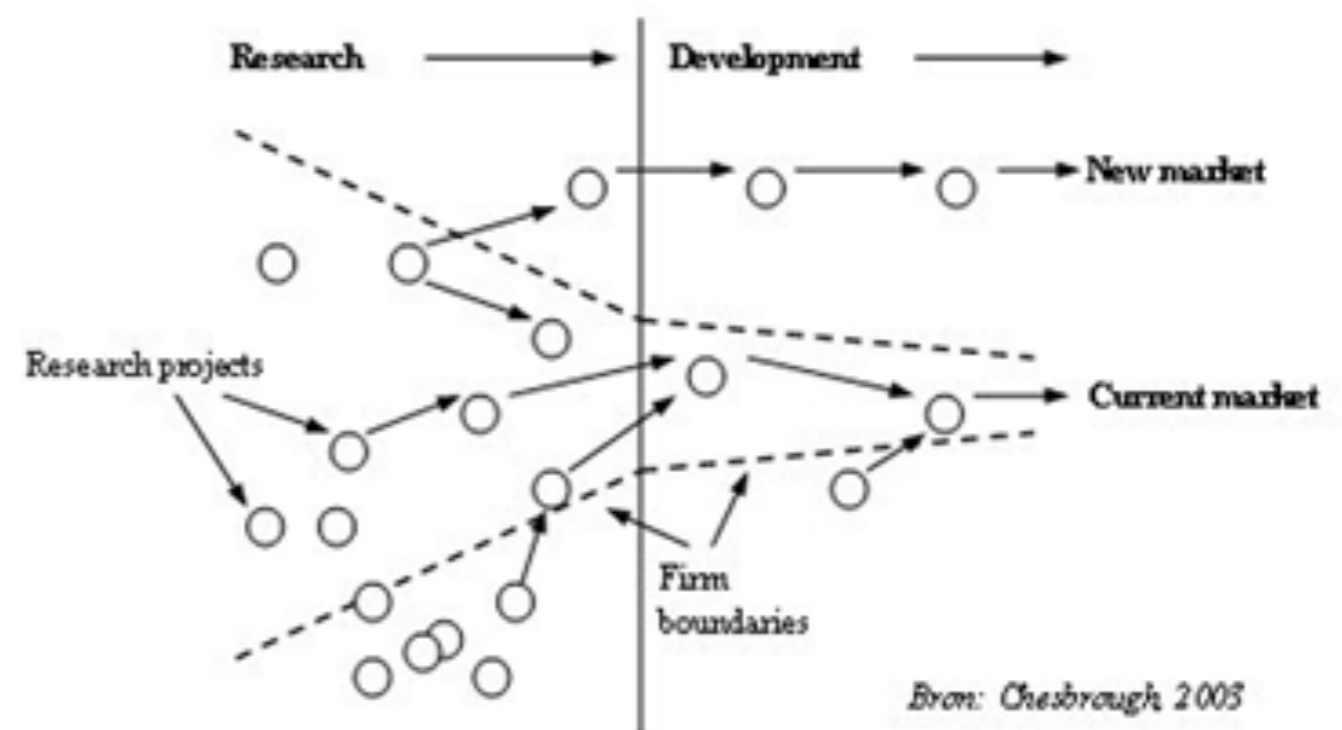 Research
Development
New market
Research projects
Current market
Firm
boundaries
Bron: Chesbrough, 2003